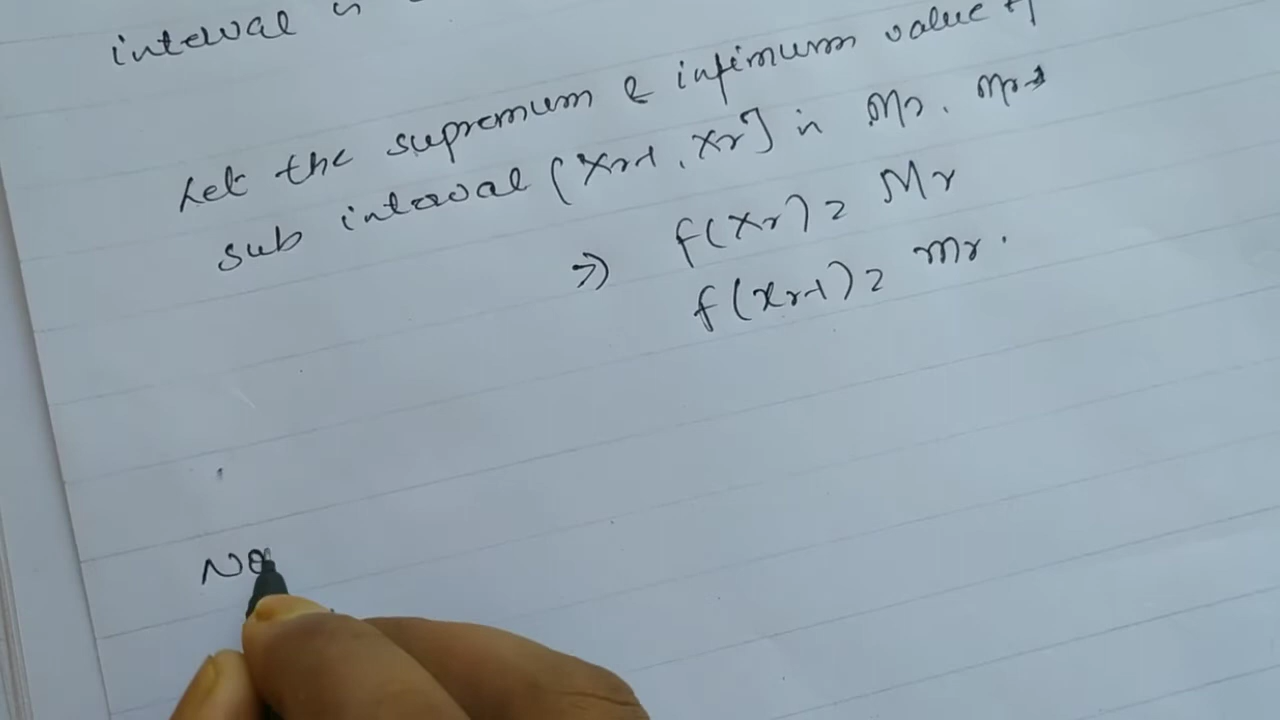 interval is
Let the supremum & infimum value of
sub interval [xr-1, xr] is Mr. mr
⇒) f(xr) = Mr
f(xr-1) = mr.
No